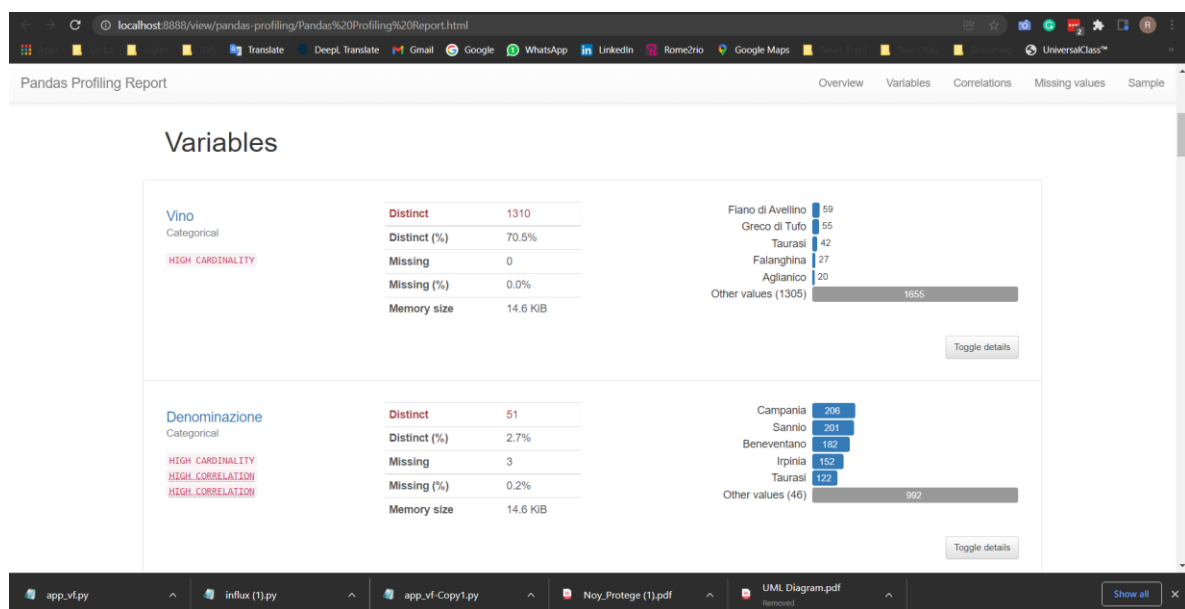 localhost:8888/view/pandas-profiling/Pandas%20Profiling%20Report.html
Translate DeepL Translate Gmail Google WhatsApp LinkedIn Rome2rio Google Maps UniversalClass™
Pandas Profiling Report Overview Variables Correlations Missing values Sample
Variables
Vino
Categorical
HIGH CARDINALITY
Distinct 1310
Distinct (%) 70.5%
Missing 0
Missing (%) 0.0%
Memory size 14.6 KiB
Fiano di Avellino 59
Greco di Tufo 55
Taurasi 42
Falanghina 27
Aglianico 20
Other values (1305) 1655
Toggle details
Denominazione
Categorical
HIGH CARDINALITY
HIGH CORRELATION
HIGH CORRELATION
Distinct 51
Distinct (%) 2.7%
Missing 3
Missing (%) 0.2%
Memory size 14.6 KiB
Campania 206
Sannio 201
Beneventano 182
Irpinia 152
Taurasi 122
Other values (46) 992
Toggle details
app_vf.py influx (1).py app_vf-Copy1.py Noy_Protege (1).pdf UML Diagram.pdf Show all
Removed